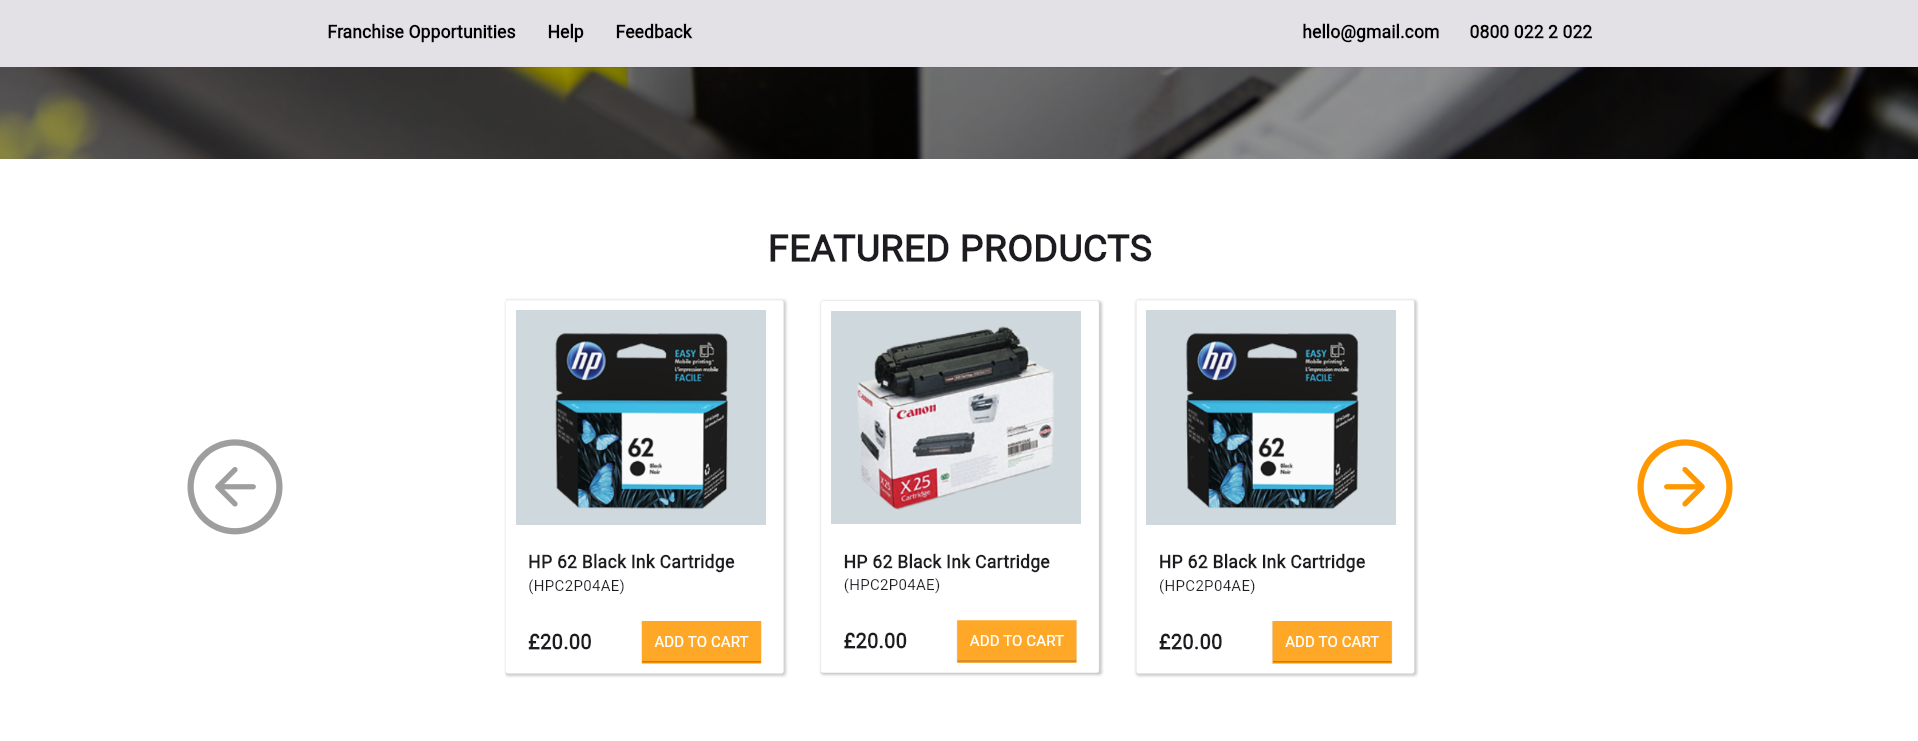 Franchise Opportunities Help Feedback hello@gmail.com 0800 022 2 022
FEATURED PRODUCTS
hp
EASY
Mobile printing+
L'impression mobile
FACILE+
62
Black
Noir
Canon
X25
X25
Cartridge
hp
EASY
Mobile printing+
L'impression mobile
FACILE+
62
Black
Noir
HP 62 Black Ink Cartridge
(HPC2P04AE)
£20.00 ADD TO CART
HP 62 Black Ink Cartridge
(HPC2P04AE)
£20.00 ADD TO CART
HP 62 Black Ink Cartridge
(HPC2P04AE)
£20.00 ADD TO CART